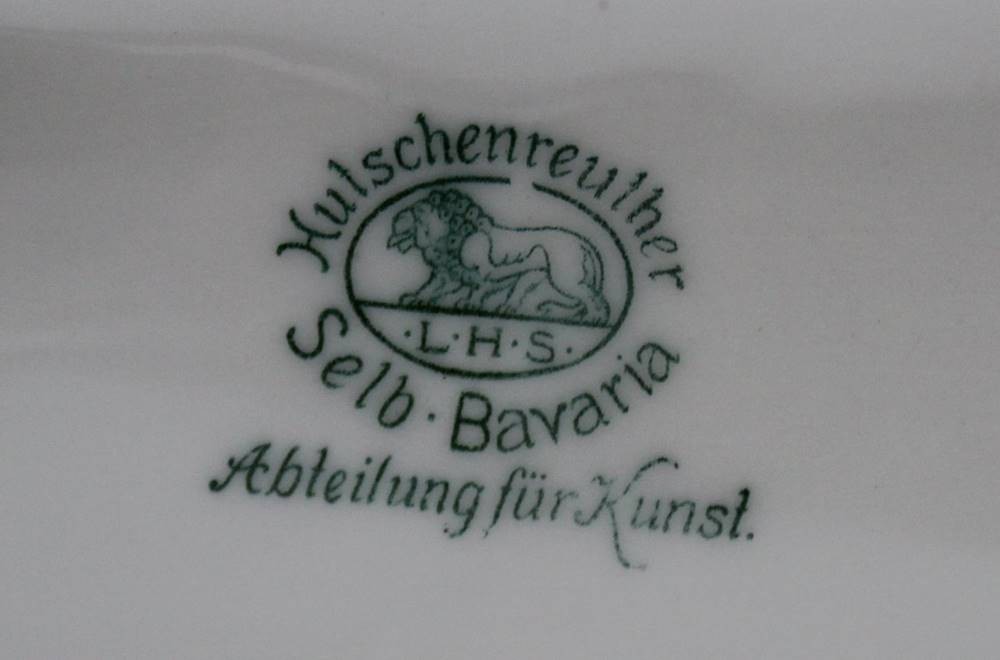 Hutschenreuther
·L·H·S·
Selb·Bavaria
Abteilung für Kunst.